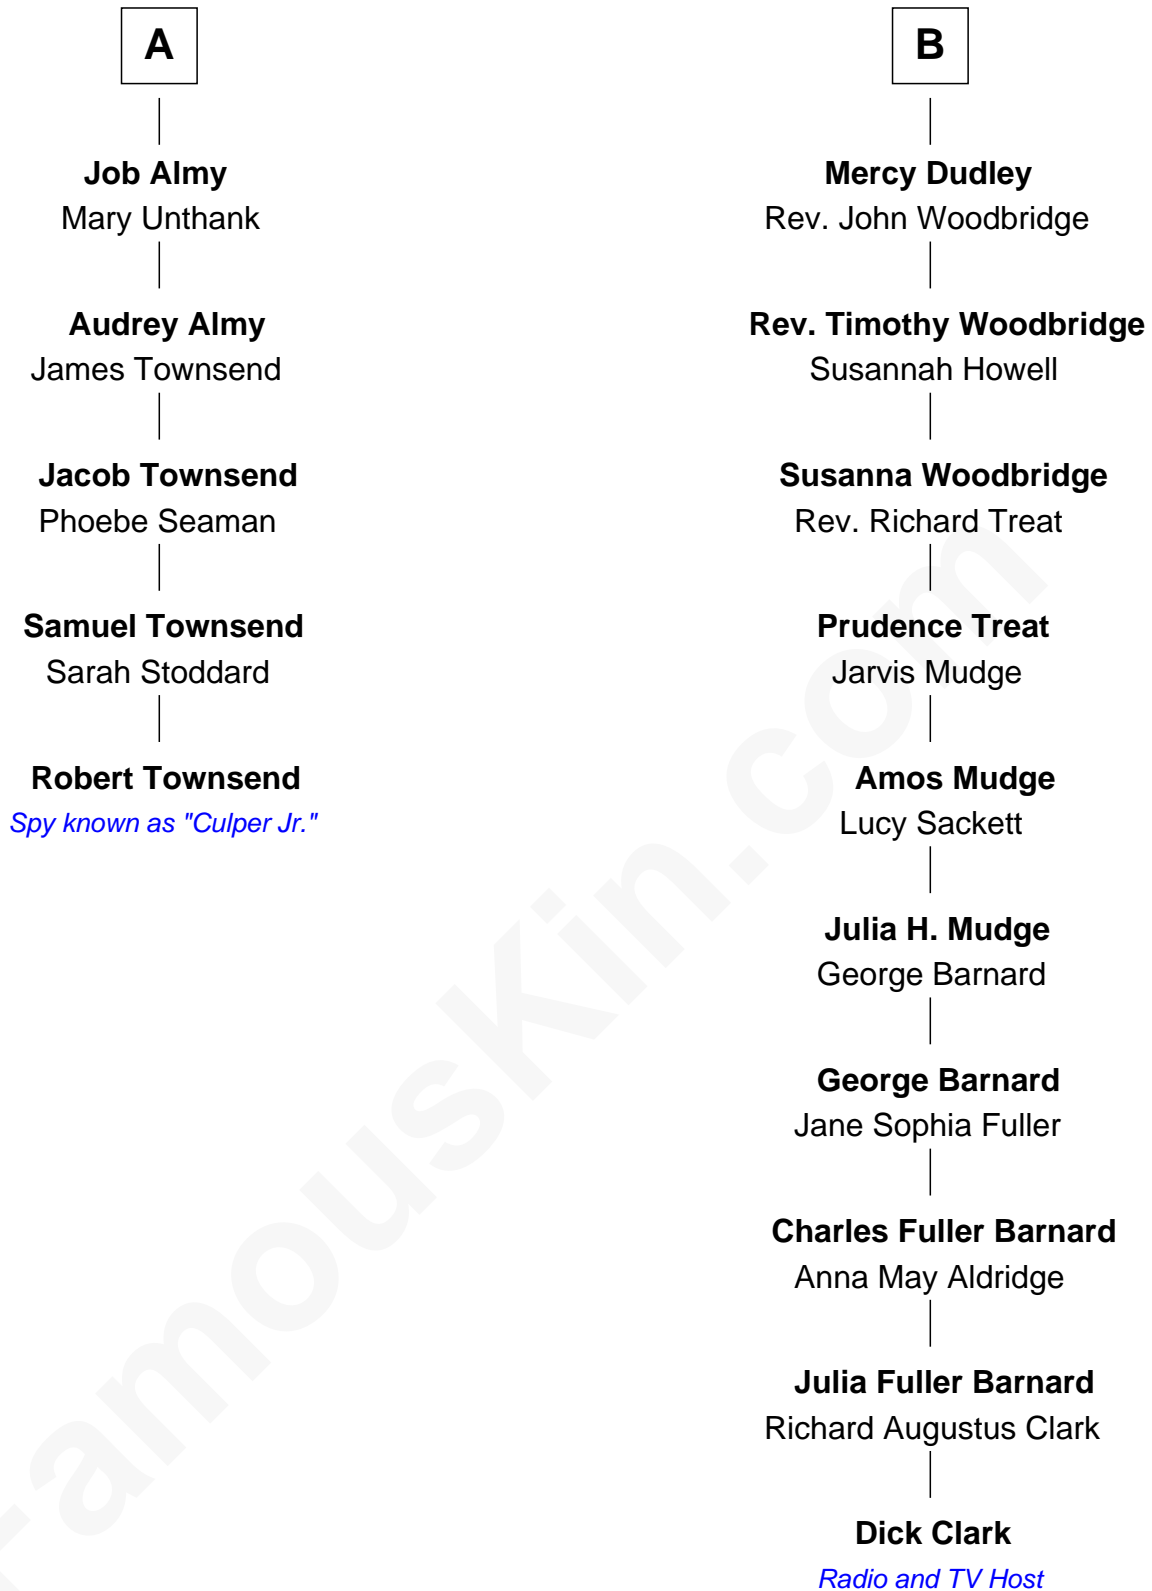 A
Job Almy
Mary Unthank
Audrey Almy
James Townsend
Jacob Townsend
Phoebe Seaman
Samuel Townsend
Sarah Stoddard
Robert Townsend
Spy known as "Culper Jr."
B
Mercy Dudley
Rev. John Woodbridge
Rev. Timothy Woodbridge
Susannah Howell
Susanna Woodbridge
Rev. Richard Treat
Prudence Treat
Jarvis Mudge
Amos Mudge
Lucy Sackett
Julia H. Mudge
George Barnard
George Barnard
Jane Sophia Fuller
Charles Fuller Barnard
Anna May Aldridge
Julia Fuller Barnard
Richard Augustus Clark
Dick Clark
Radio and TV Host
FamousKin.com